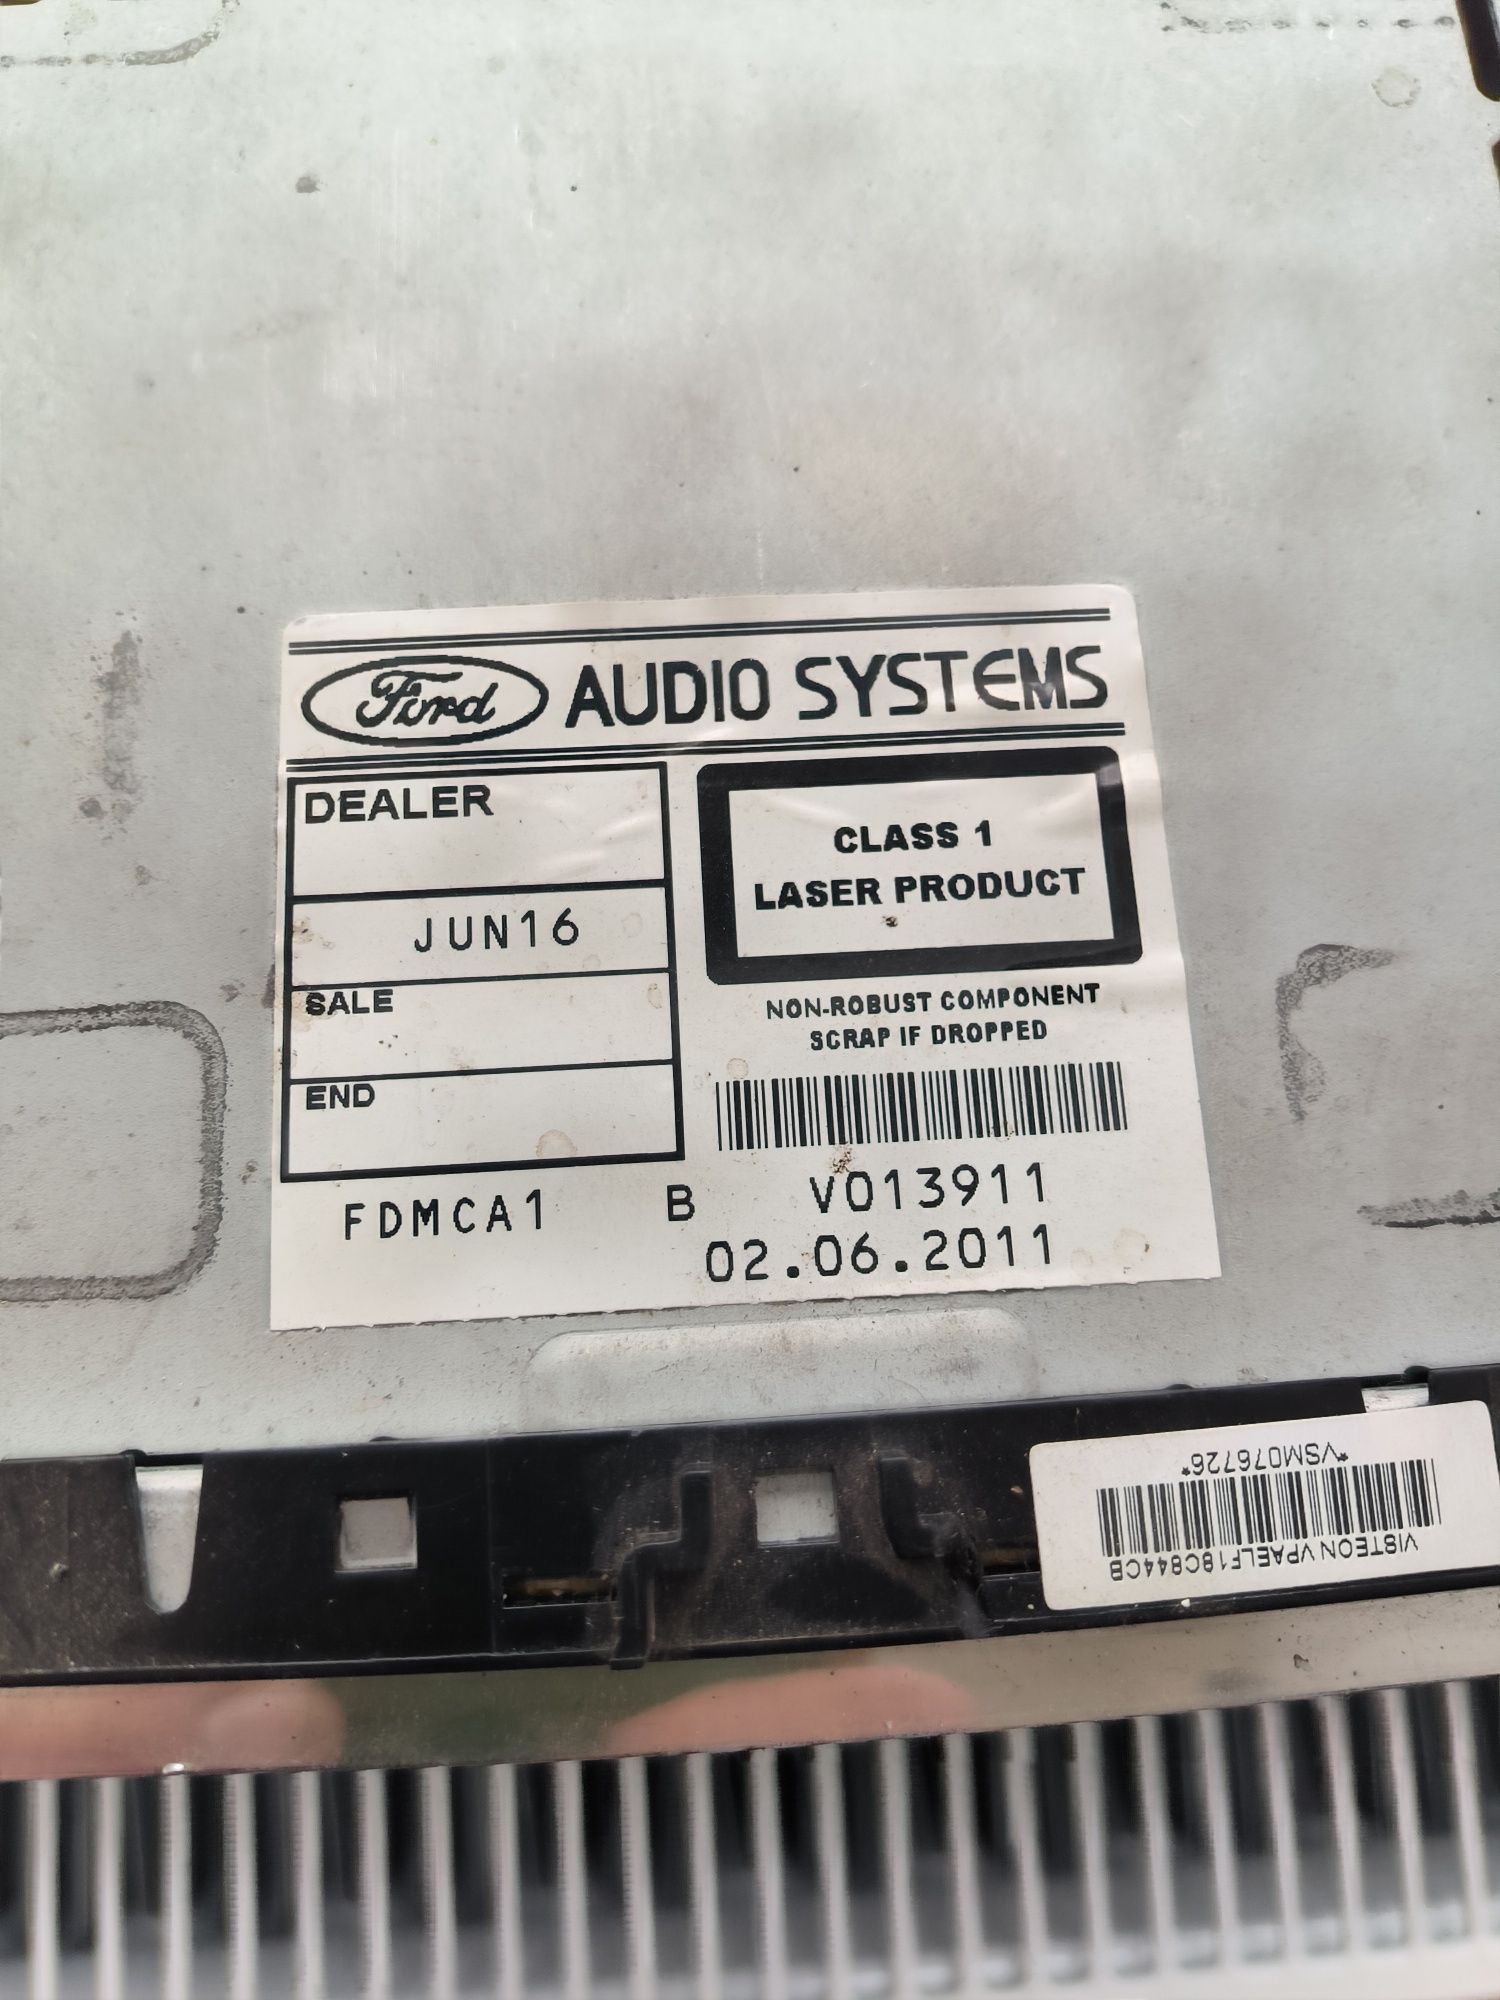 Ford AUDIO SYSTEMS
DEALER
JUN16
SALE
END
CLASS 1
LASER PRODUCT
NON-ROBUST COMPONENT
SCRAP IF DROPPED
FDMCA1 B V013911
02.06.2011
VISTEON VPAELF18C844CB
*VSM076726*